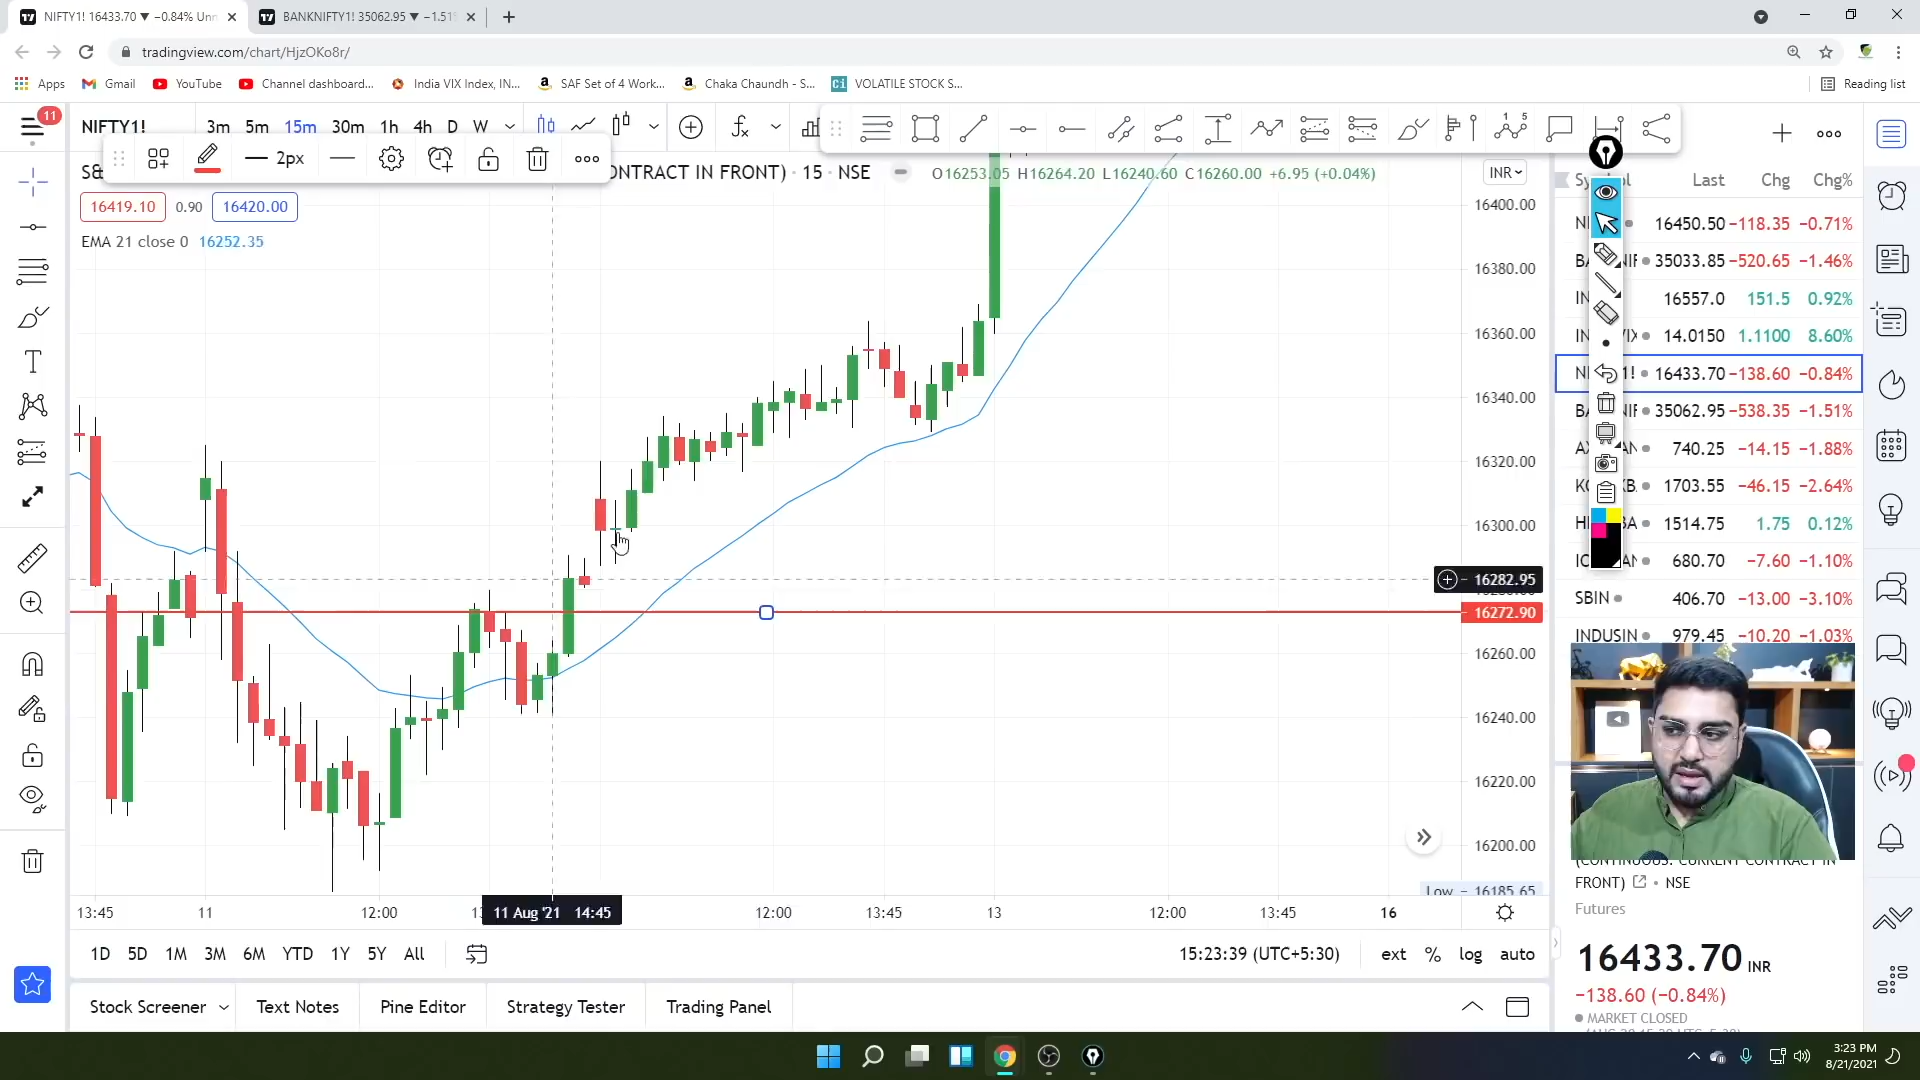 NIFTY1! 16433.70 ▼ −0.84% Unn
BANKNIFTY1! 35062.95 ▼ −1.51%
tradingview.com/chart/HjzOKo8r/
Apps
Gmail
YouTube
Channel dashboard...
India VIX Index, IN...
SAF Set of 4 Work...
Chaka Chaundh - S...
VOLATILE STOCK S...
Reading list
11
NIFTY1!
3m 5m 15m 30m 1h 4h D W
2px
ONTRACT IN FRONT) · 15 · NSE
O16253.05 H16264.20 L16240.60 C16260.00 +6.95 (+0.04%)
INR
16419.10 0.90 16420.00
EMA 21 close 0 16252.35
16400.00
16380.00
16360.00
16340.00
16320.00
16300.00
16282.95
16272.90
16260.00
16240.00
16220.00
16200.00
Low − 16185.65
13:45 11 12:00
11 Aug '21 14:45
12:00 13:45 13 12:00 13:45 16
1D 5D 1M 3M 6M YTD 1Y 5Y All
15:23:39 (UTC+5:30)
ext % log auto
Stock Screener
Text Notes
Pine Editor
Strategy Tester
Trading Panel
Last Chg Chg%
16450.50 −118.35 −0.71%
35033.85 −520.65 −1.46%
16557.0 151.5 0.92%
14.0150 1.1100 8.60%
16433.70 −138.60 −0.84%
35062.95 −538.35 −1.51%
740.25 −14.15 −1.88%
1703.55 −46.15 −2.64%
1514.75 1.75 0.12%
680.70 −7.60 −1.10%
SBIN 406.70 −13.00 −3.10%
INDUSIN 979.45 −10.20 −1.03%
(CONTINUOUS: CURRENT CONTRACT IN
FRONT) • NSE
Futures
16433.70 INR
−138.60 (−0.84%)
MARKET CLOSED
3:23 PM
8/21/2021